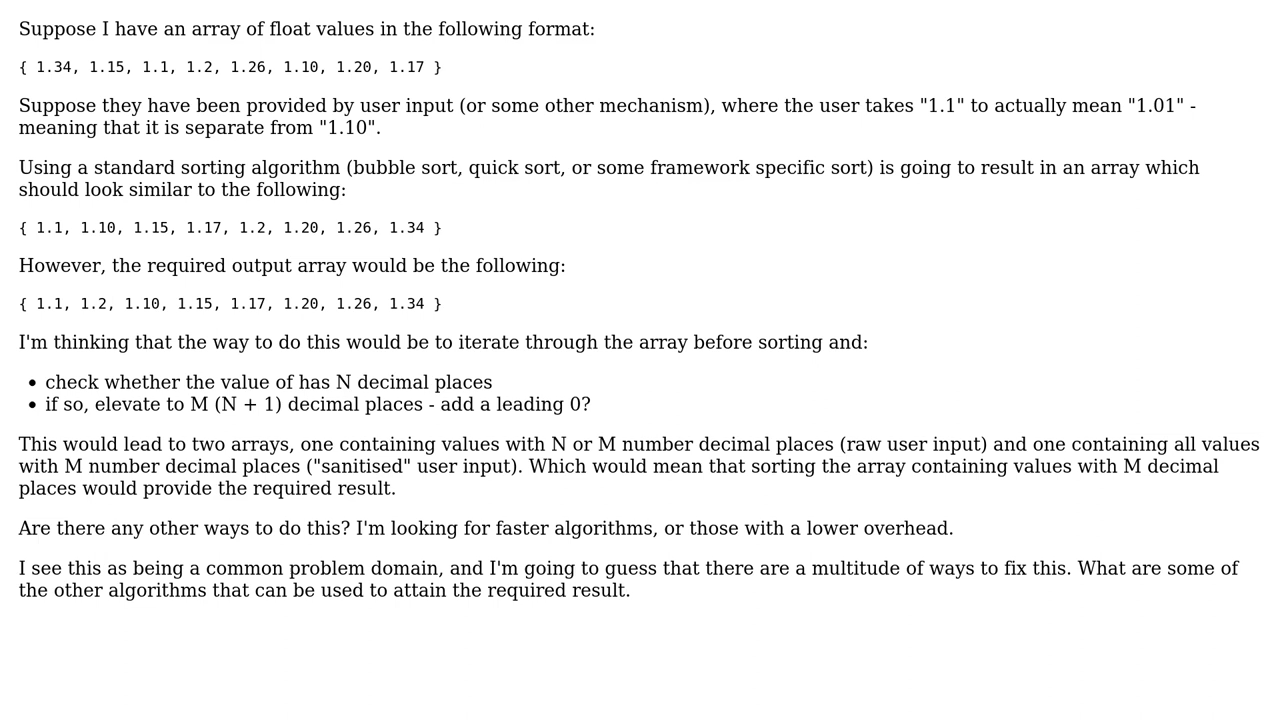 Suppose I have an array of float values in the following format:
{ 1.34, 1.15, 1.1, 1.2, 1.26, 1.10, 1.20, 1.17 }
Suppose they have been provided by user input (or some other mechanism), where the user takes "1.1" to actually mean "1.01" -
meaning that it is separate from "1.10".
Using a standard sorting algorithm (bubble sort, quick sort, or some framework specific sort) is going to result in an array which
should look similar to the following:
{ 1.1, 1.10, 1.15, 1.17, 1.2, 1.20, 1.26, 1.34 }
However, the required output array would be the following:
{ 1.1, 1.2, 1.10, 1.15, 1.17, 1.20, 1.26, 1.34 }
I'm thinking that the way to do this would be to iterate through the array before sorting and:
• check whether the value of has N decimal places
• if so, elevate to M (N + 1) decimal places - add a leading 0?
This would lead to two arrays, one containing values with N or M number decimal places (raw user input) and one containing all values
with M number decimal places ("sanitised" user input). Which would mean that sorting the array containing values with M decimal
places would provide the required result.
Are there any other ways to do this? I'm looking for faster algorithms, or those with a lower overhead.
I see this as being a common problem domain, and I'm going to guess that there are a multitude of ways to fix this. What are some of
the other algorithms that can be used to attain the required result.